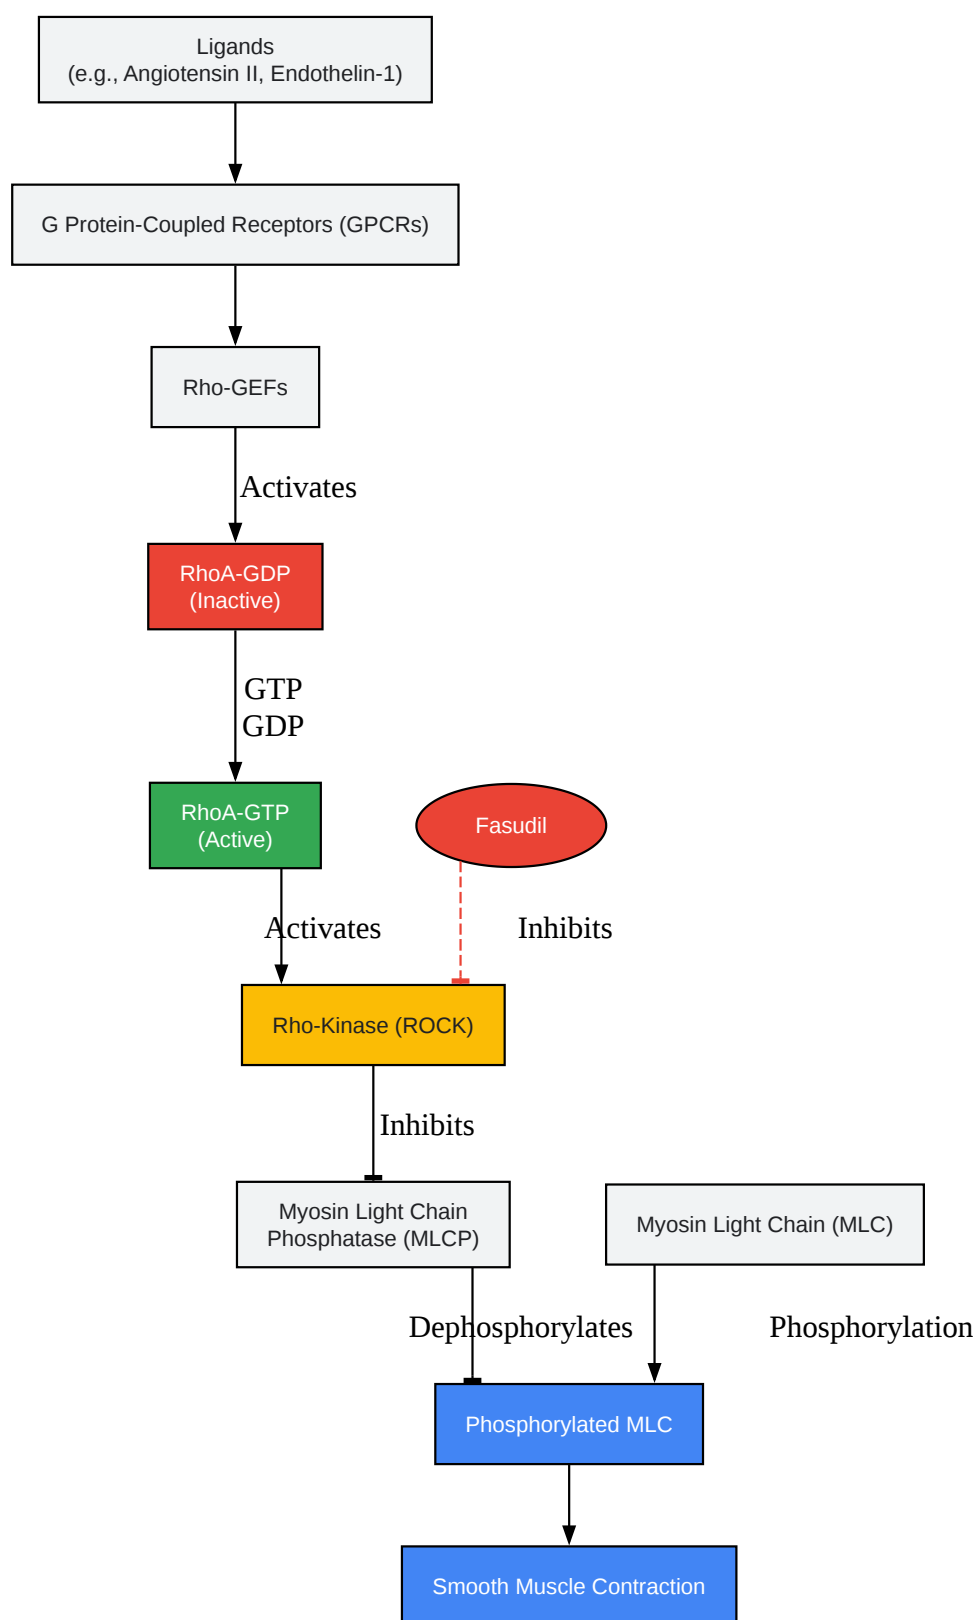 Ligands
(e.g., Angiotensin II, Endothelin-1)
G Protein-Coupled Receptors (GPCRs)
Rho-GEFs
Activates
RhoA-GDP
(Inactive)
GTP
GDP
RhoA-GTP
(Active)
Fasudil
Activates
Inhibits
Rho-Kinase (ROCK)
Inhibits
Myosin Light Chain
Phosphatase (MLCP)
Myosin Light Chain (MLC)
Dephosphorylates
Phosphorylation
Phosphorylated MLC
Smooth Muscle Contraction